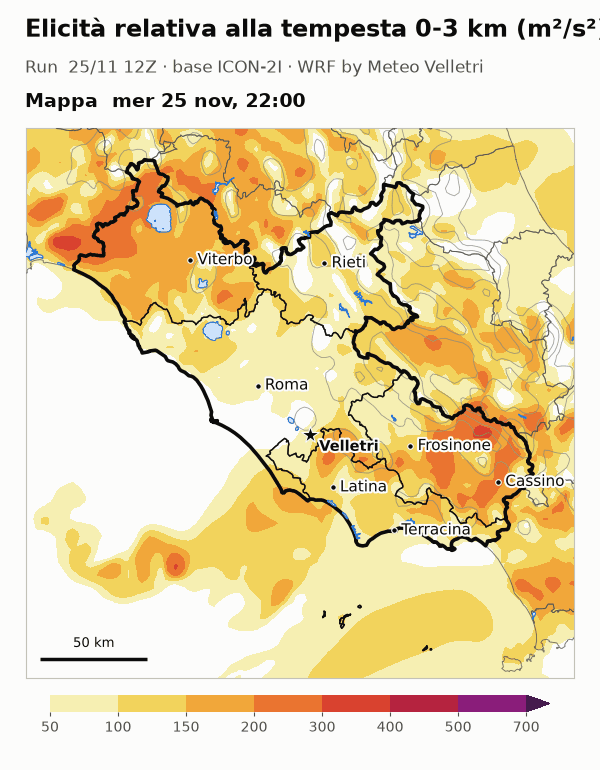 Elicità relativa alla tempesta 0-3 km (m²/s²)
Run  25/11 12Z · base ICON-2I · WRF by Meteo Velletri
Mappa  mer 25 nov, 22:00
Viterbo
Rieti
Roma
Velletri
Frosinone
Latina
Cassino
Terracina
50 km
50 100 150 200 300 400 500 700